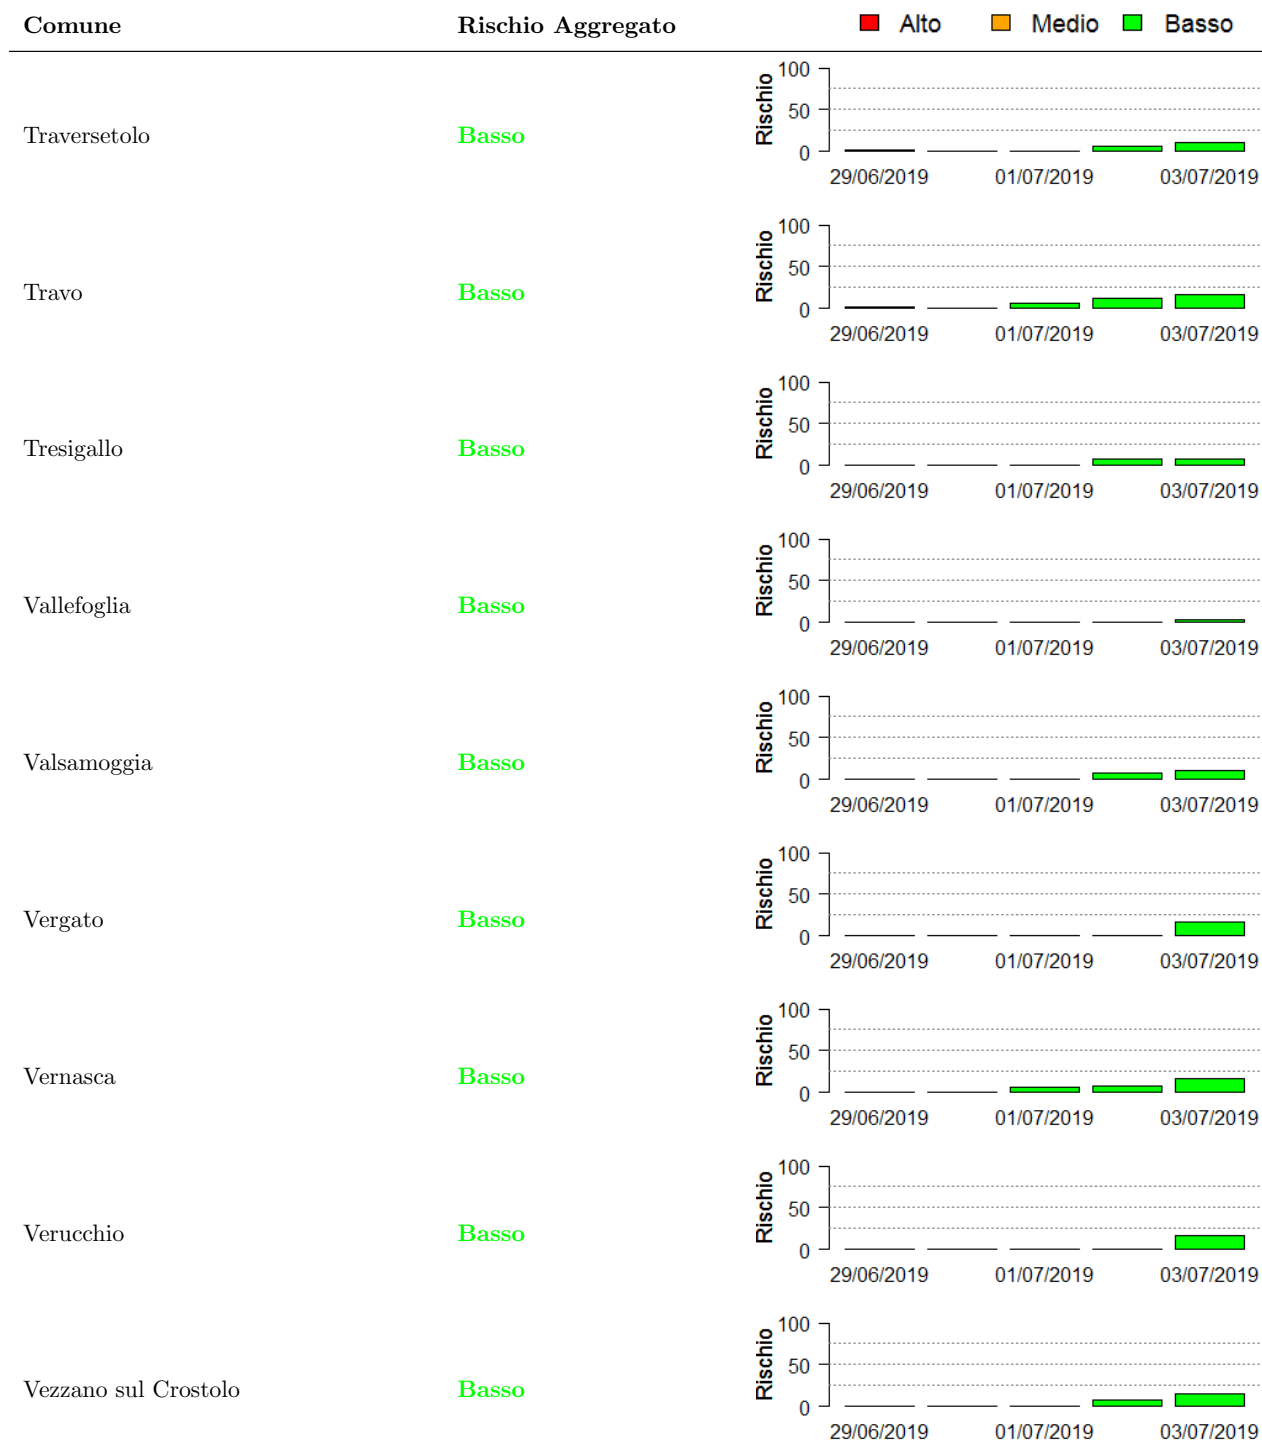 Comune Rischio Aggregato Alto Medio Basso
Traversetolo Basso Rischio 100 50 0
29/06/2019 01/07/2019 03/07/2019
Travo Basso Rischio 100 50 0
29/06/2019 01/07/2019 03/07/2019
Tresigallo Basso Rischio 100 50 0
29/06/2019 01/07/2019 03/07/2019
Vallefoglia Basso Rischio 100 50 0
29/06/2019 01/07/2019 03/07/2019
Valsamoggia Basso Rischio 100 50 0
29/06/2019 01/07/2019 03/07/2019
Vergato Basso Rischio 100 50 0
29/06/2019 01/07/2019 03/07/2019
Vernasca Basso Rischio 100 50 0
29/06/2019 01/07/2019 03/07/2019
Verucchio Basso Rischio 100 50 0
29/06/2019 01/07/2019 03/07/2019
Vezzano sul Crostolo Basso Rischio 100 50 0
29/06/2019 01/07/2019 03/07/2019